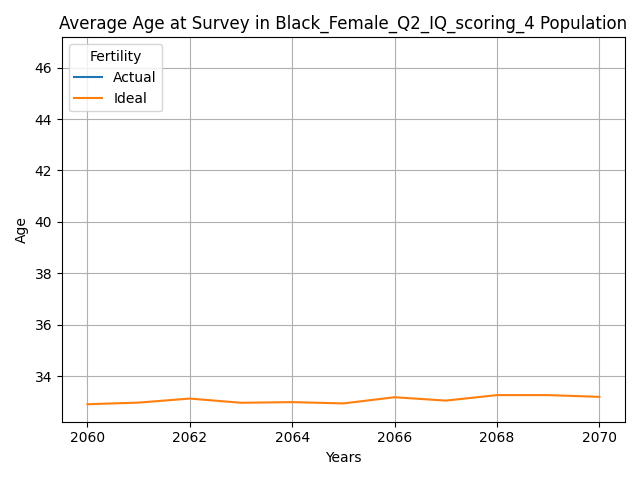 Average Age at Survey in Black_Female_Q2_IQ_scoring_4 Population
Fertility
Actual
Ideal
46
44
42
40
38
36
34
Age
2060 2062 2064 2066 2068 2070
Years